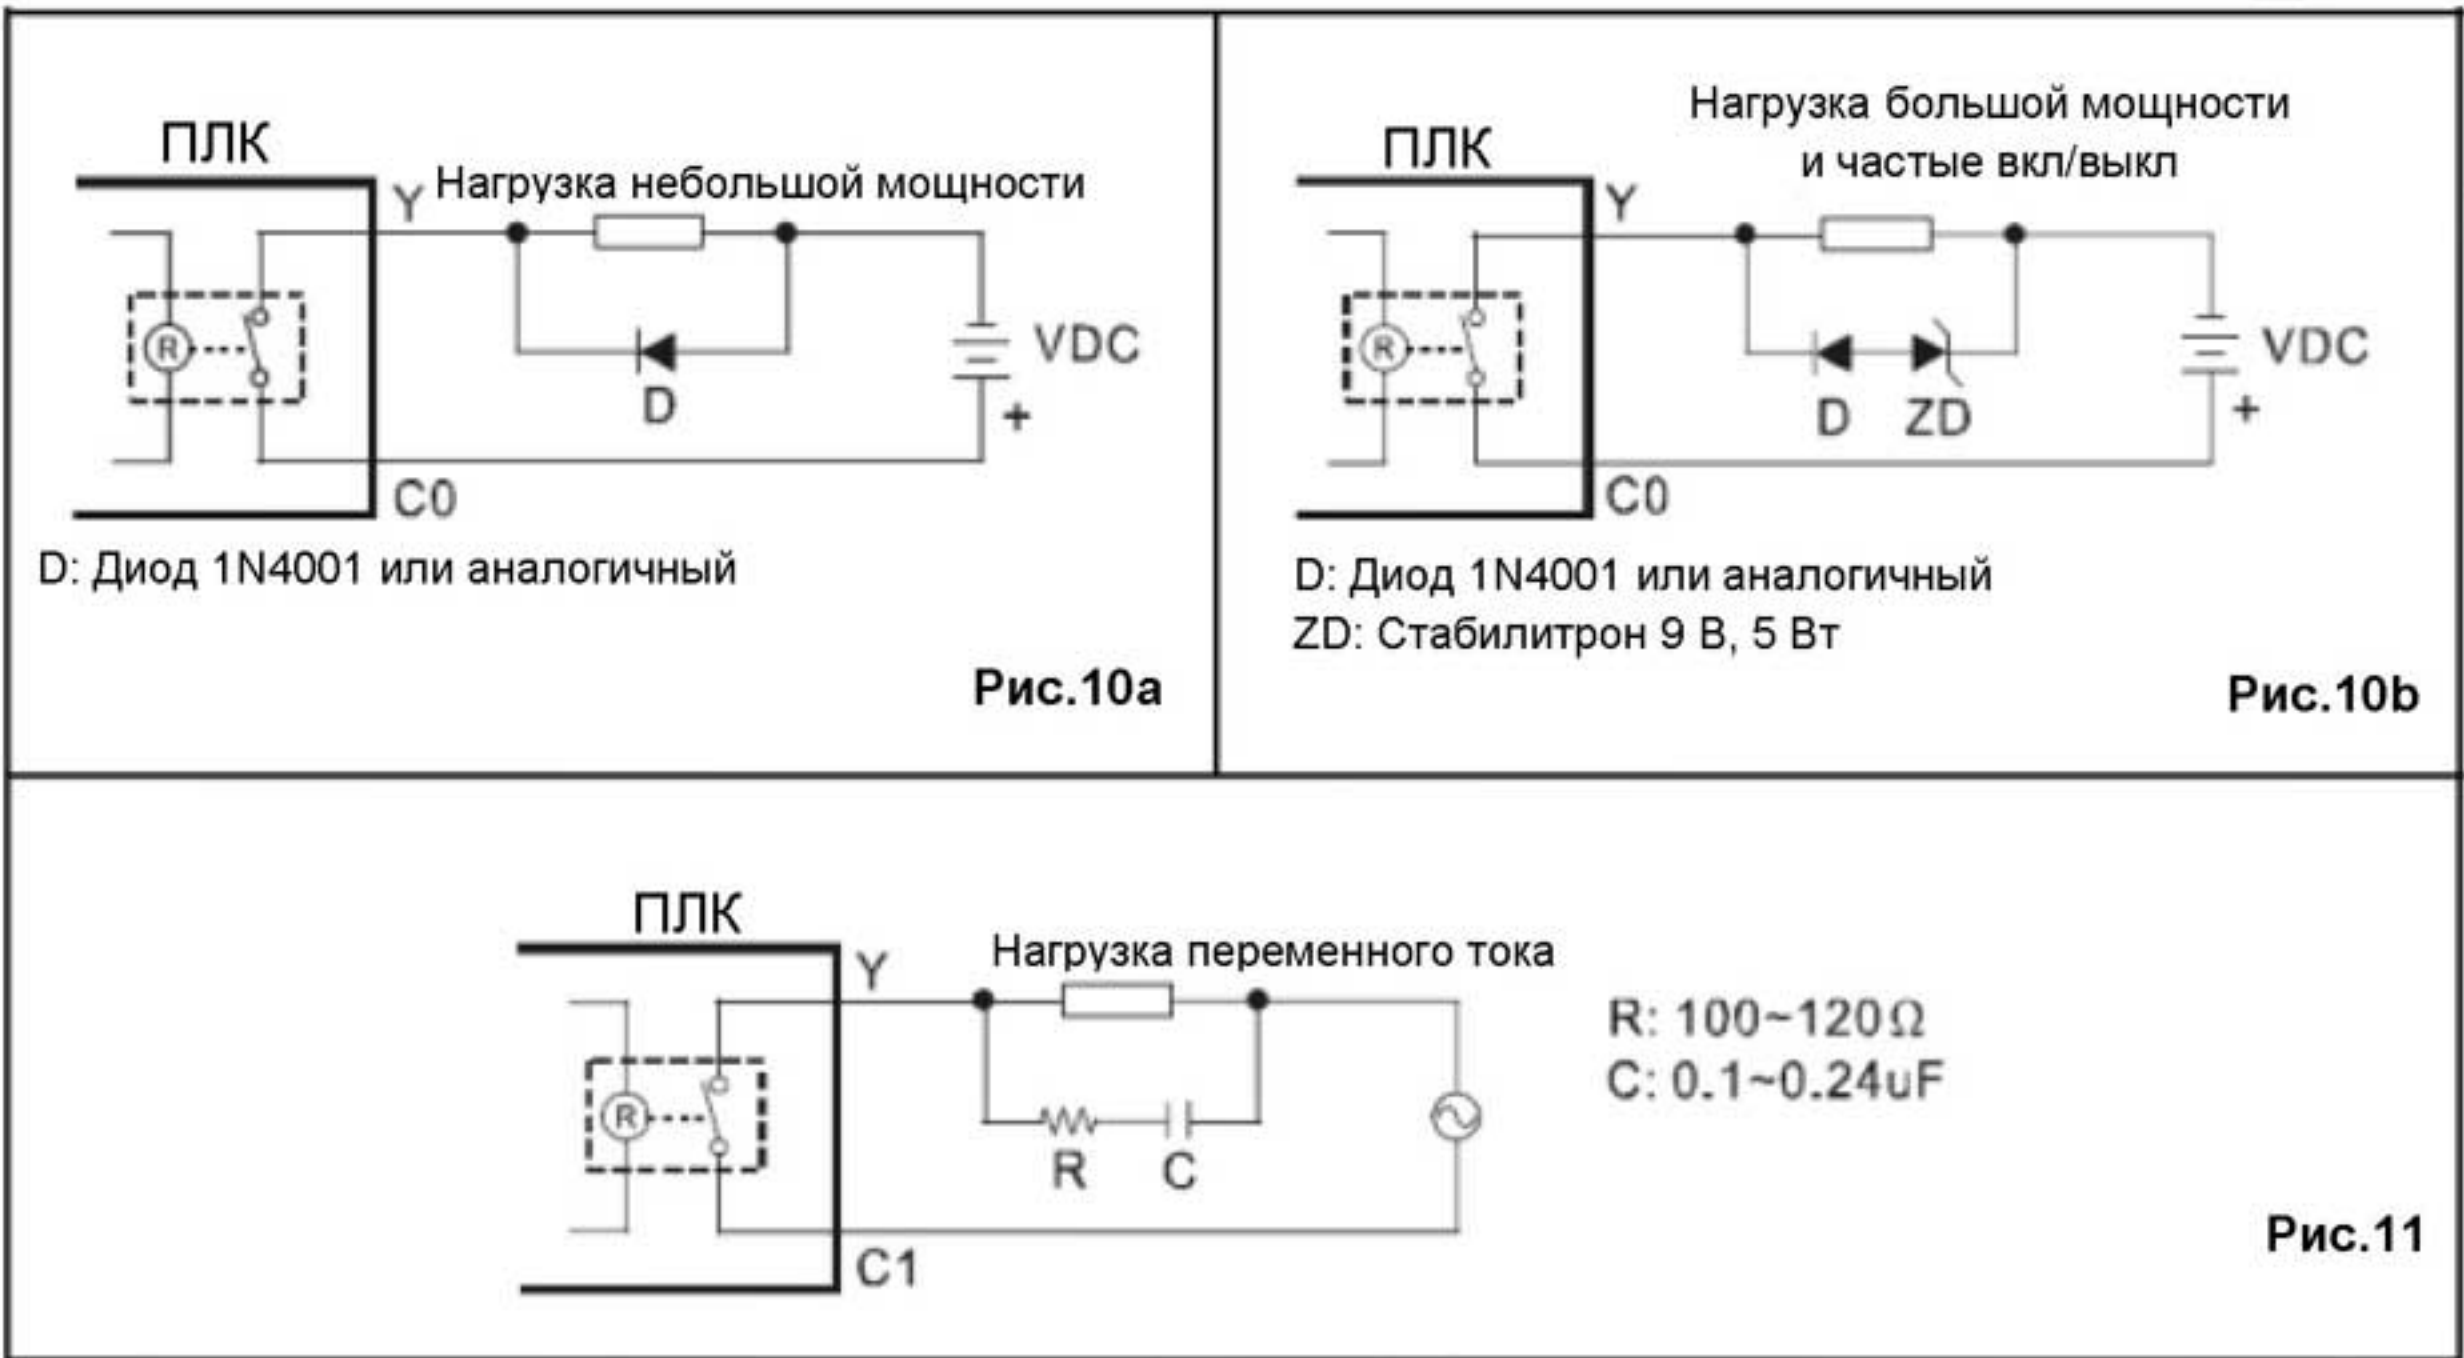 ПЛК
Y Нагрузка небольшой мощности
R
VDC
D
+
C0
D: Диод 1N4001 или аналогичный
Рис.10a
Нагрузка большой мощности
и частые вкл/выкл
ПЛК
Y
R
VDC
D ZD
+
C0
D: Диод 1N4001 или аналогичный
ZD: Стабилитрон 9 В, 5 Вт
Рис.10b
ПЛК
Y Нагрузка переменного тока
R
R C
C1
R: 100~120Ω
C: 0.1~0.24uF
Рис.11